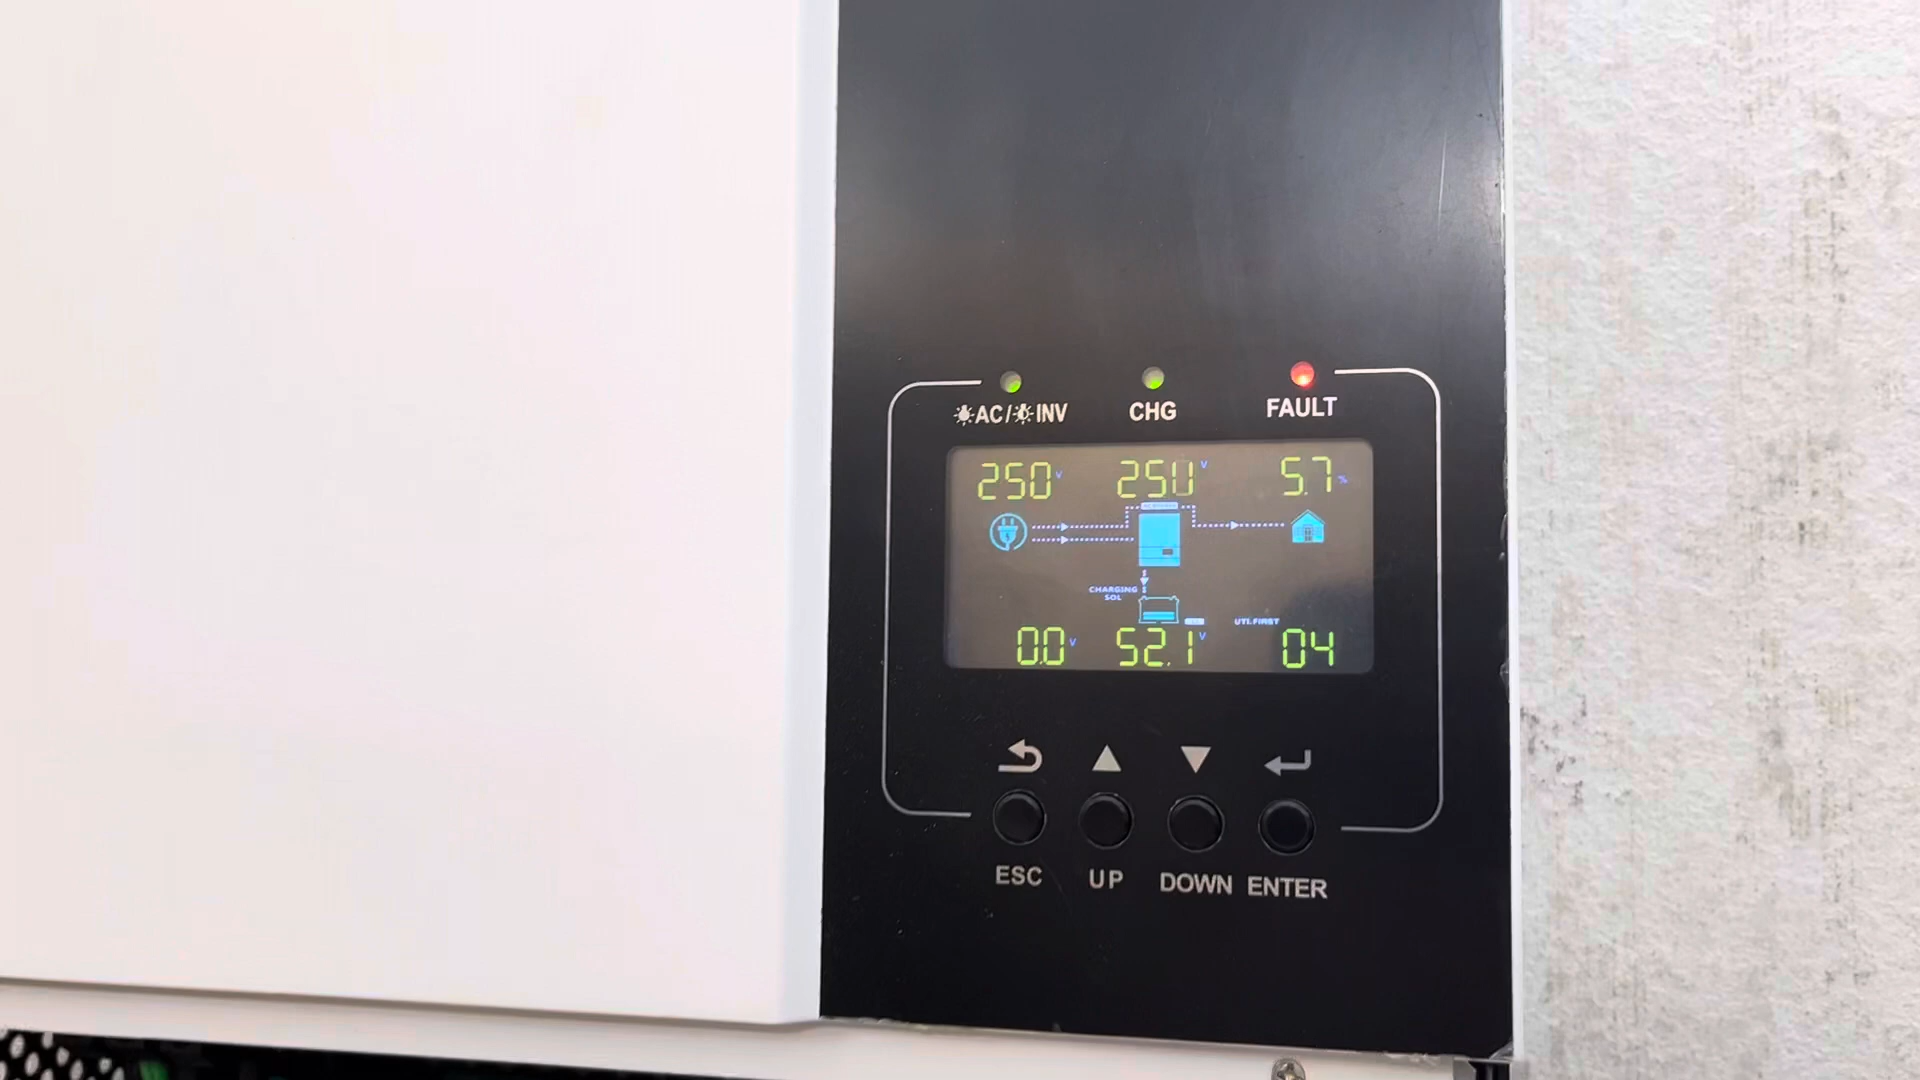 AC/ INV CHG FAULT
250 V 250 V 5.7 %
CHARGING
SOL
UTI.FIRST
0.0 V 52.1 V 04
ESC UP DOWN ENTER